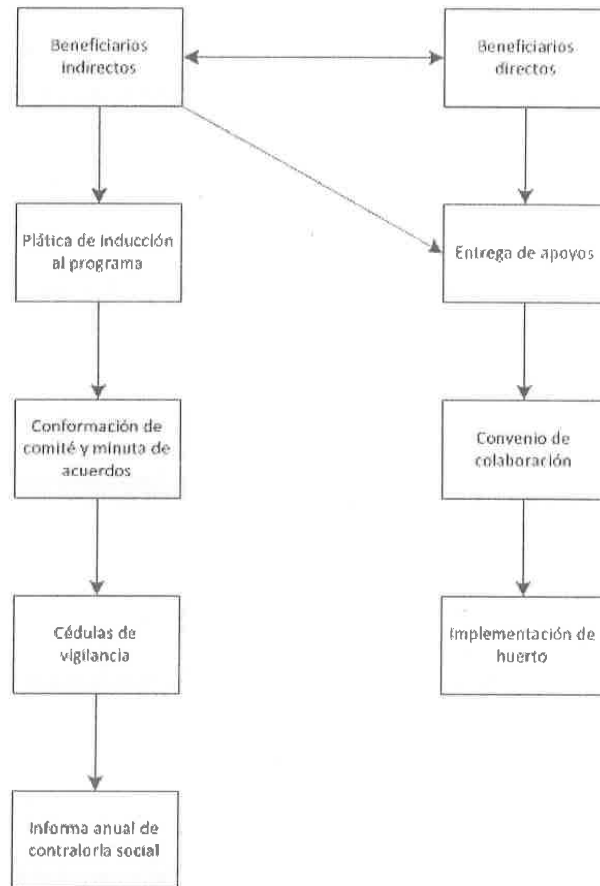 Beneficiarios
indirectos
Beneficiarios
directos
Plática de inducción
al programa
Entrega de apoyos
Conformación de
comité y minuta de
acuerdos
Convenio de
colaboración
Cédulas de
vigilancia
Implementación de
huerto
Informa anual de
contraloría social